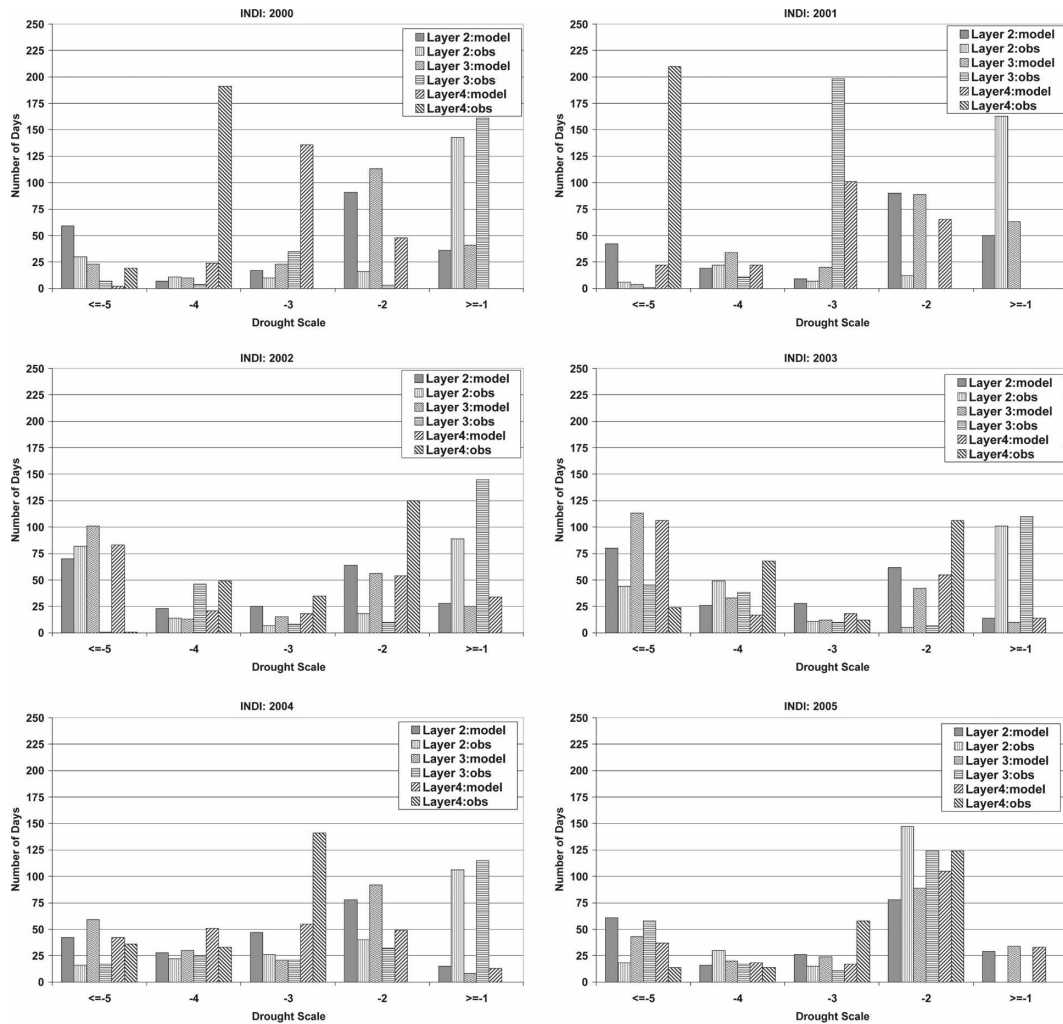 INDI: 2000
250
225
200
175
150
125
100
75
50
25
0
Number of Days
Layer 2:model
Layer 2:obs
Layer 3:model
Layer 3:obs
Layer4:model
Layer4:obs
<=-5 -4 -3 -2 >=-1
Drought Scale
INDI: 2001
250
225
200
175
150
125
100
75
50
25
0
Number of Days
Layer 2:model
Layer 2:obs
Layer 3:model
Layer 3:obs
Layer4:model
Layer4:obs
<=-5 -4 -3 -2 >=-1
Drought Scale
INDI: 2002
250
225
200
175
150
125
100
75
50
25
0
Number of Days
Layer 2:model
Layer 2:obs
Layer 3:model
Layer 3:obs
Layer4:model
Layer4:obs
<=-5 -4 -3 -2 >=-1
Drought Scale
INDI: 2003
250
225
200
175
150
125
100
75
50
25
0
Number of Days
Layer 2:model
Layer 2:obs
Layer 3:model
Layer 3:obs
Layer4:model
Layer4:obs
<=-5 -4 -3 -2 >=-1
Drought Scale
INDI: 2004
250
225
200
175
150
125
100
75
50
25
0
Number of Days
Layer 2:model
Layer 2:obs
Layer 3:model
Layer 3:obs
Layer4:model
Layer4:obs
<=-5 -4 -3 -2 >=-1
Drought Scale
INDI: 2005
250
225
200
175
150
125
100
75
50
25
0
Number of Days
Layer 2:model
Layer 2:obs
Layer 3:model
Layer 3:obs
Layer4:model
Layer4:obs
<=-5 -4 -3 -2 >=-1
Drought Scale